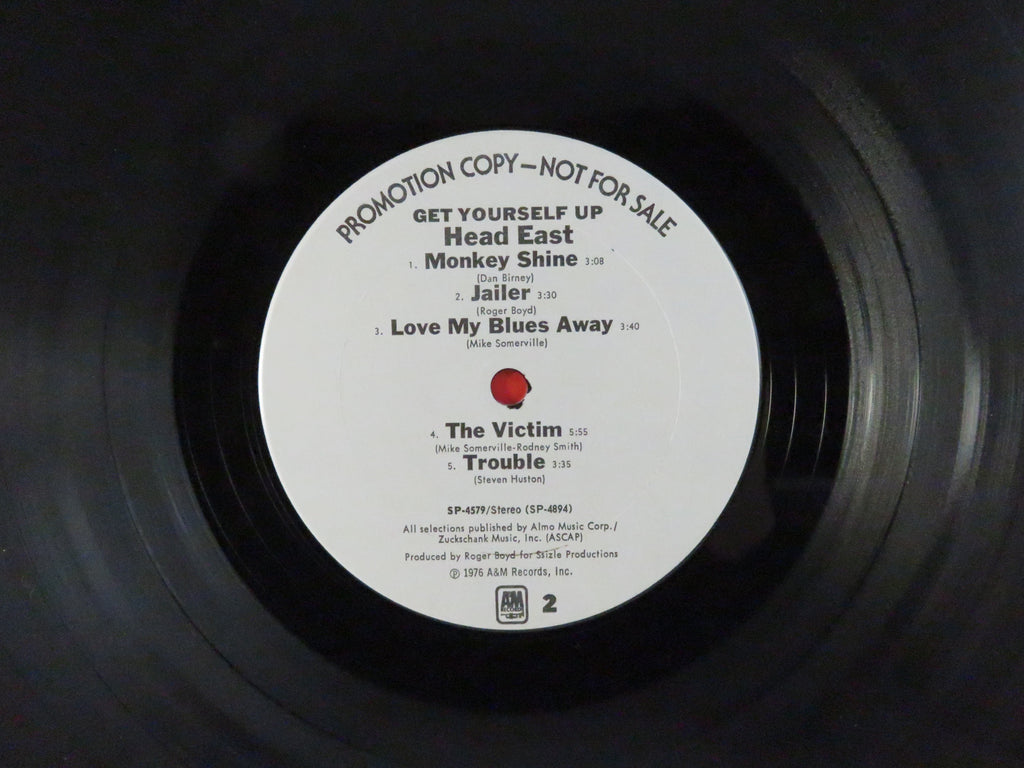 PROMOTION COPY—NOT FOR SALE
GET YOURSELF UP
Head East
1. Monkey Shine 3:08
(Dan Birney)
2. Jailer 3:30
(Roger Boyd)
3. Love My Blues Away 3:40
(Mike Somerville)
4. The Victim 5:55
(Mike Somerville-Rodney Smith)
5. Trouble 3:35
(Steven Huston)
SP-4579/Stereo (SP-4894)
All selections published by Almo Music Corp./
Zuckschank Music, Inc. (ASCAP)
Produced by Roger Boyd for Ssizle Productions
℗ 1976 A&M Records, Inc.
A&M
RECORDS
2